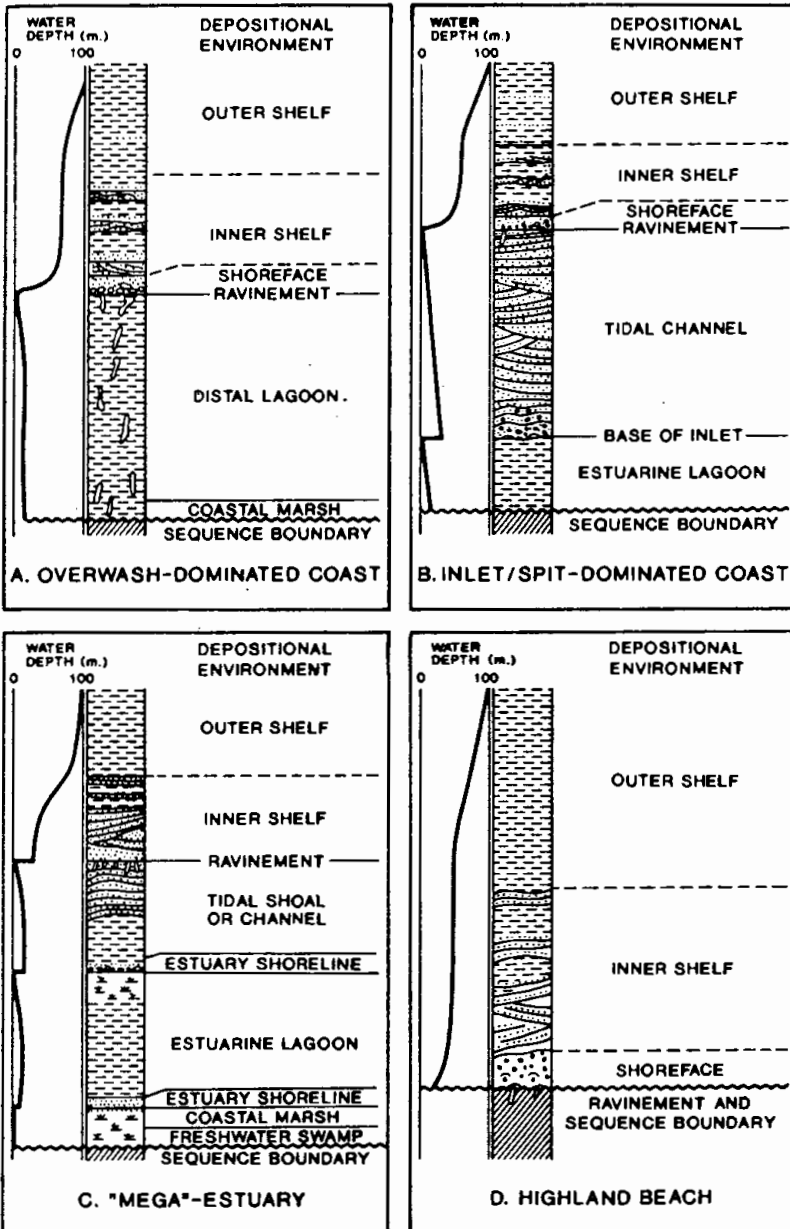 WATER
DEPTH (m.)
0 100
DEPOSITIONAL
ENVIRONMENT
OUTER SHELF
INNER SHELF
SHOREFACE
RAVINEMENT
DISTAL LAGOON.
COASTAL MARSH
SEQUENCE BOUNDARY
A. OVERWASH-DOMINATED COAST
WATER
DEPTH (m.)
0 100
DEPOSITIONAL
ENVIRONMENT
OUTER SHELF
INNER SHELF
SHOREFACE
RAVINEMENT
TIDAL CHANNEL
BASE OF INLET
ESTUARINE LAGOON
SEQUENCE BOUNDARY
B. INLET/SPIT-DOMINATED COAST
WATER
DEPTH (m.)
0 100
DEPOSITIONAL
ENVIRONMENT
OUTER SHELF
INNER SHELF
RAVINEMENT
TIDAL SHOAL
OR CHANNEL
ESTUARY SHORELINE
ESTUARINE LAGOON
ESTUARY SHORELINE
COASTAL MARSH
FRESHWATER SWAMP
SEQUENCE BOUNDARY
C. "MEGA"-ESTUARY
WATER
DEPTH (m.)
0 100
DEPOSITIONAL
ENVIRONMENT
OUTER SHELF
INNER SHELF
SHOREFACE
RAVINEMENT AND
SEQUENCE BOUNDARY
D. HIGHLAND BEACH